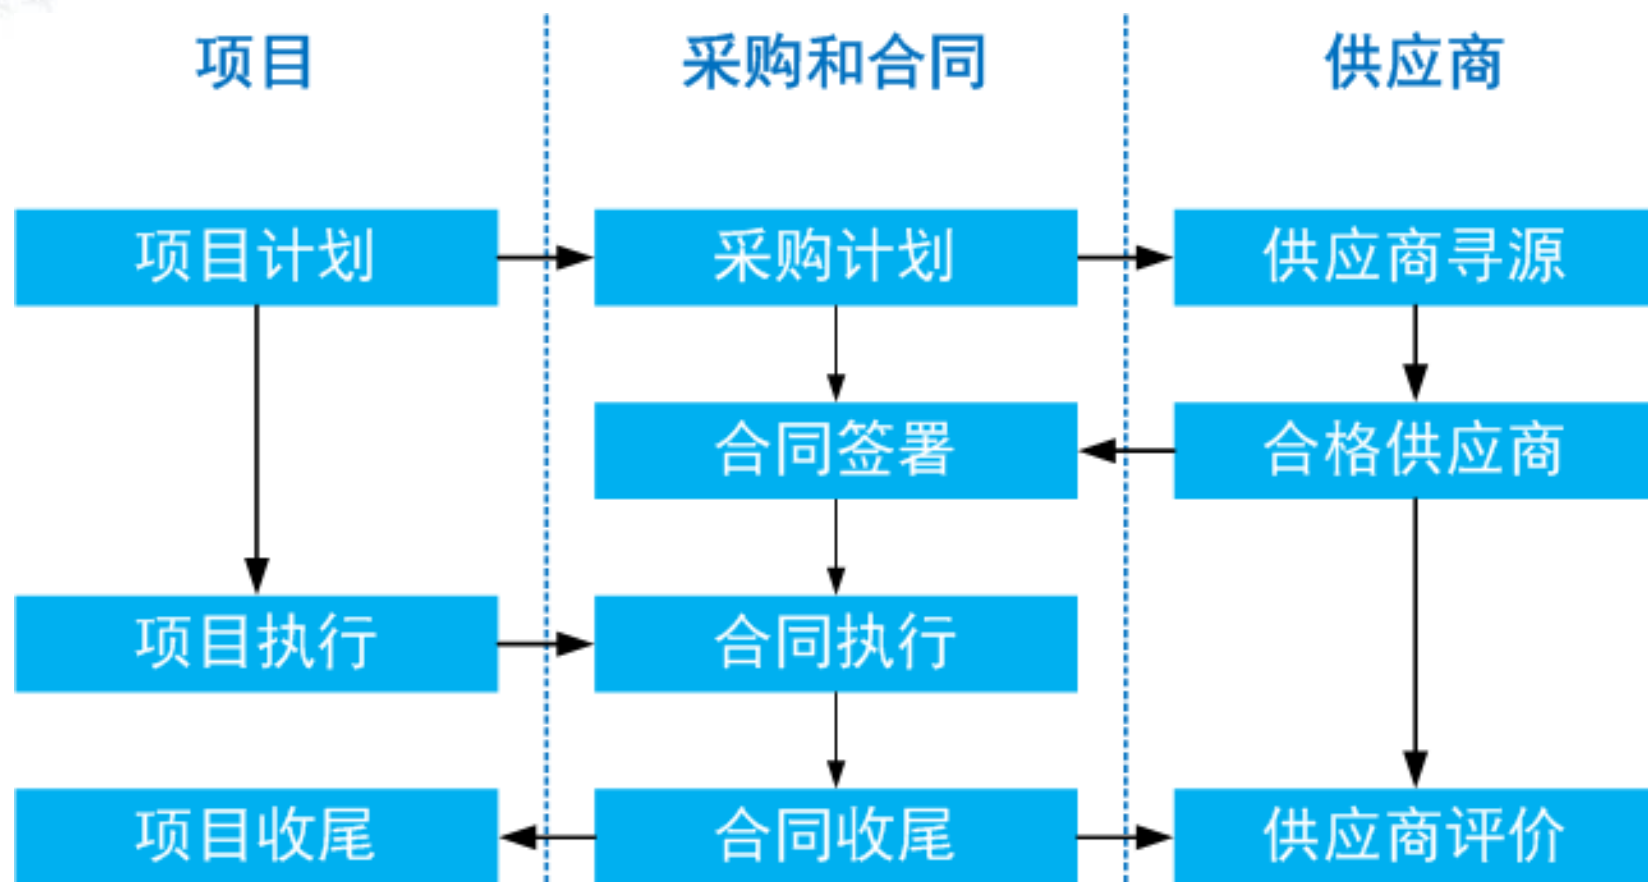 项目
采购和合同
供应商
项目计划
采购计划
供应商寻源
合同签署
合格供应商
项目执行
合同执行
项目收尾
合同收尾
供应商评价